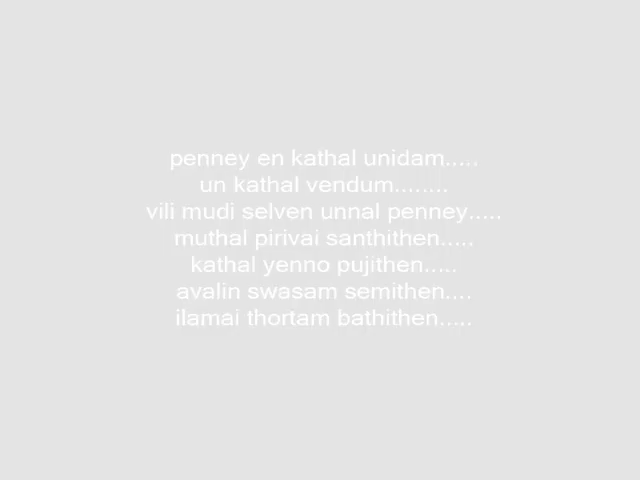 penney en kathal unidam.....
un kathal vendum........
vili mudi selven unnal penney.....
muthal pirivai santhithen.....
kathal yenno pujithen.....
avalin swasam semithen....
ilamai thortam bathithen.....